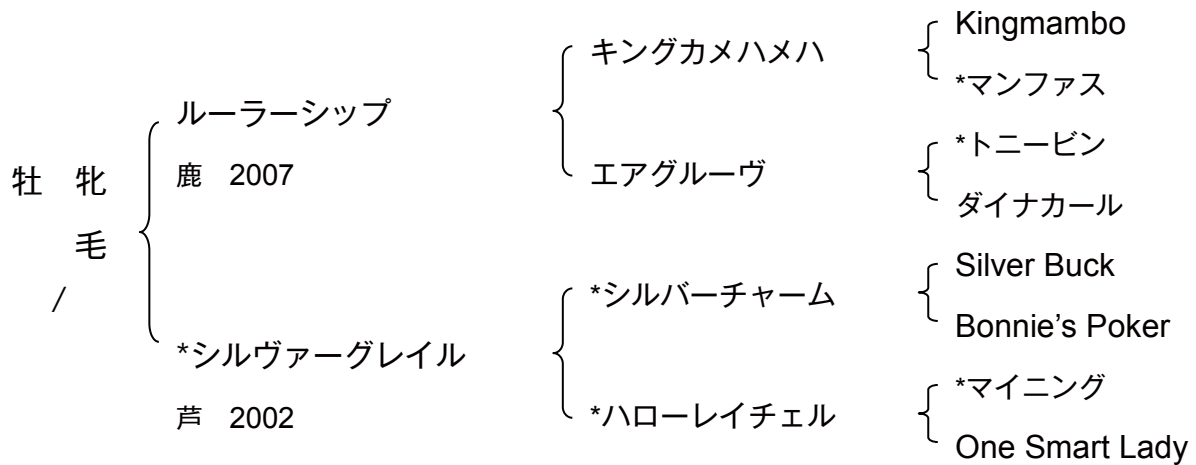 牡 牝
毛
/
ルーラーシップ
鹿 2007
*シルヴァーグレイル
芦 2002
キングカメハメハ
エアグルーヴ
*シルバーチャーム
*ハローレイチェル
Kingmambo
*マンファス
*トニービン
ダイナカール
Silver Buck
Bonnie’s Poker
*マイニング
One Smart Lady